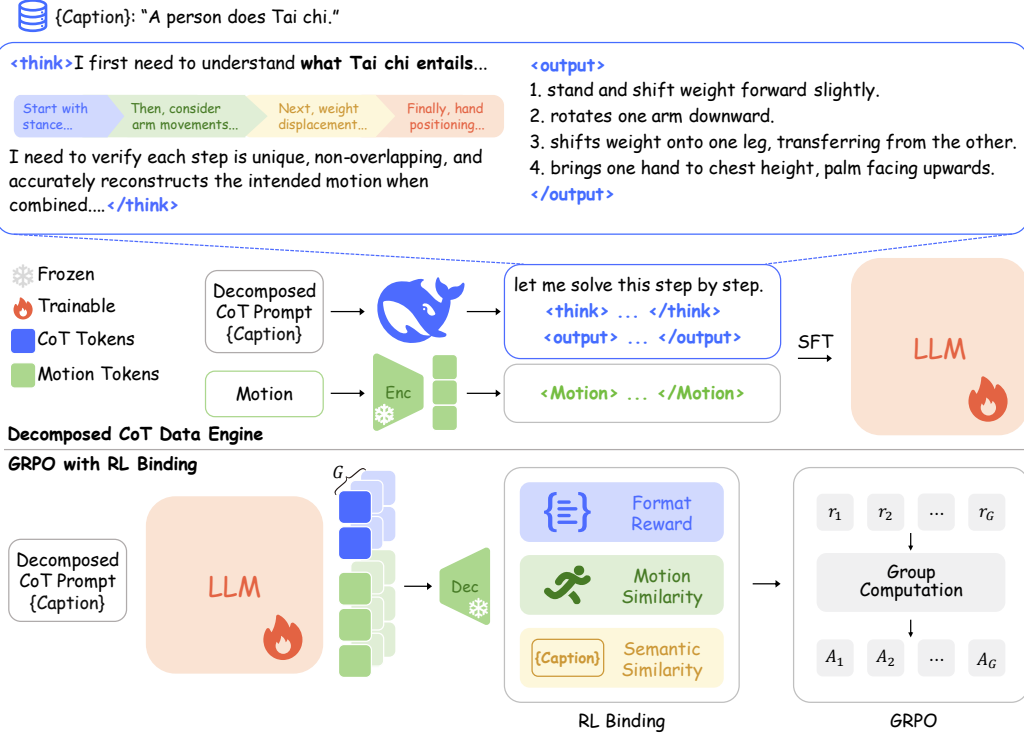 {Caption}: “A person does Tai chi.”
<think>I first need to understand what Tai chi entails...
Start with
stance...
Then, consider
arm movements...
Next, weight
displacement...
Finally, hand
positioning...
I need to verify each step is unique, non-overlapping, and
accurately reconstructs the intended motion when
combined....</think>
<output>
1. stand and shift weight forward slightly.
2. rotates one arm downward.
3. shifts weight onto one leg, transferring from the other.
4. brings one hand to chest height, palm facing upwards.
</output>
Frozen
Trainable
CoT Tokens
Motion Tokens
Decomposed
CoT Prompt
{Caption}
let me solve this step by step.
<think> ... </think>
<output> ... </output>
SFT
LLM
Motion
Enc
<Motion> ... </Motion>
Decomposed CoT Data Engine
GRPO with RL Binding
Decomposed
CoT Prompt
{Caption}
LLM
G
Dec
Format
Reward
Motion
Similarity
{Caption}
Semantic
Similarity
RL Binding
r1 r2 ... rG
Group
Computation
A1 A2 ... AG
GRPO